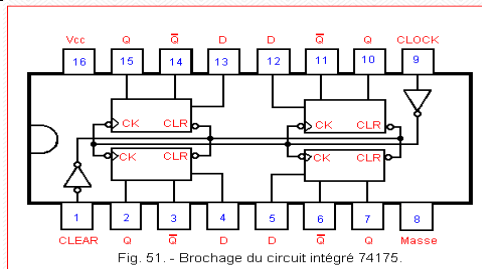 Vcc Q Q D D Q Q CLOCK
16 15 14 13 12 11 10 9
CK CLR CK CLR
CK CLR CK CLR
1 2 3 4 5 6 7 8
CLEAR Q Q D D Q Q Masse
Fig. 51. - Brochage du circuit intégré 74175.